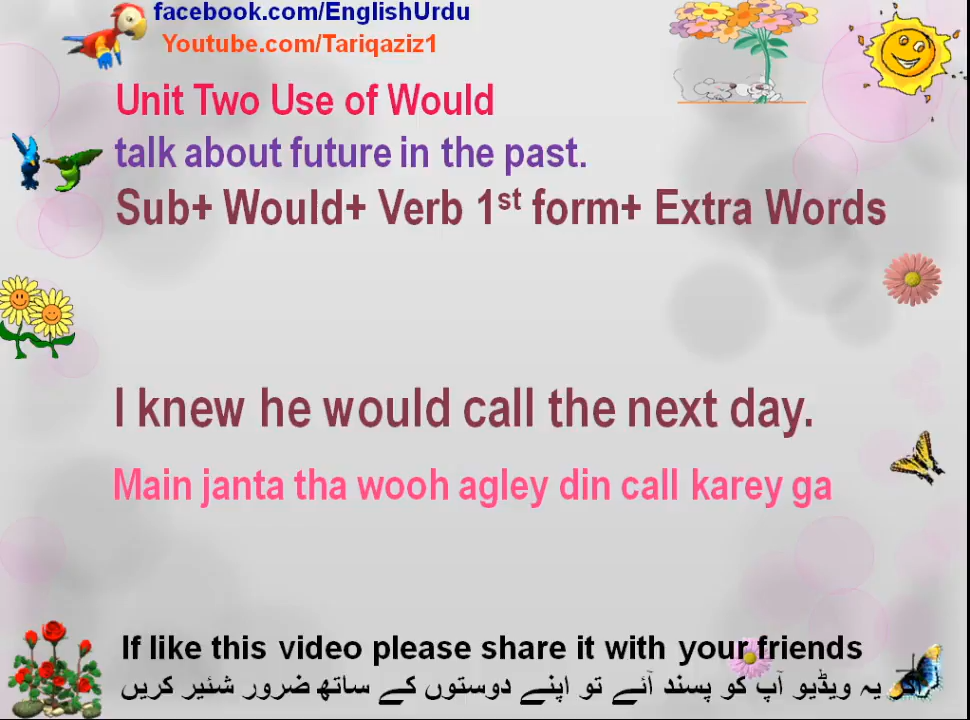 facebook.com/EnglishUrdu
Youtube.com/Tariqaziz1
Unit Two Use of Would
talk about future in the past.
Sub+ Would+ Verb 1st form+ Extra Words
I knew he would call the next day.
Main janta tha wooh agley din call karey ga
If like this video please share it with your friends
اگر یہ ویڈیو آپ کو پسند آئے تو اپنے دوستوں کے ساتھ ضرور شئیر کریں